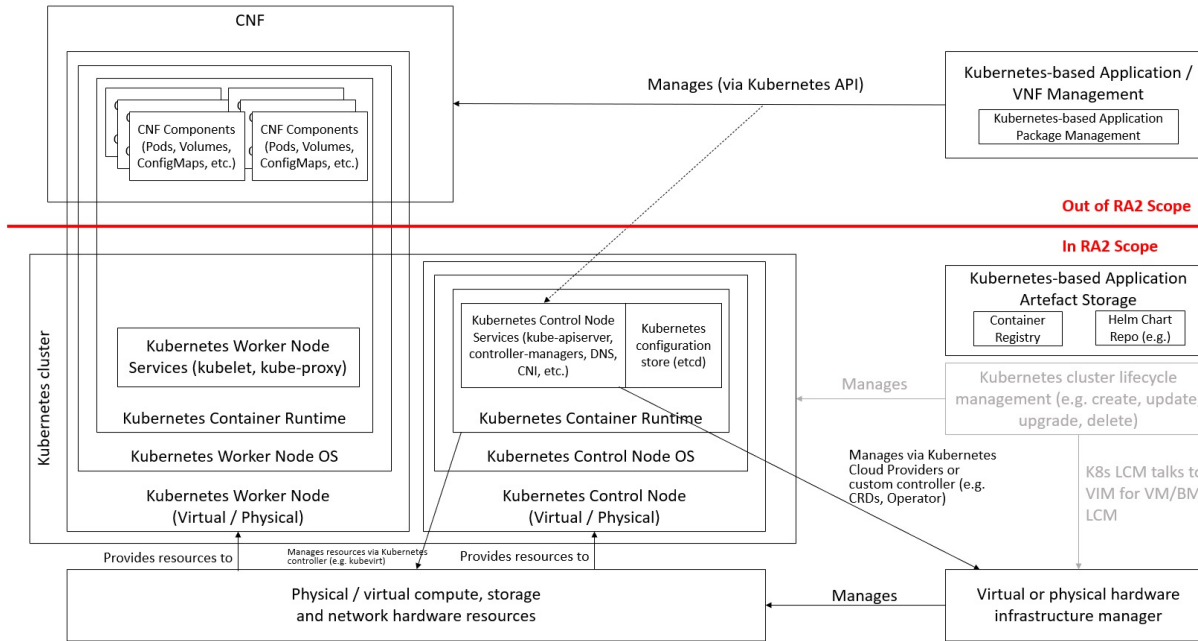 CNF
CNF Components
(Pods, Volumes,
ConfigMaps, etc.)
CNF Components
(Pods, Volumes,
ConfigMaps, etc.)
Manages (via Kubernetes API)
Kubernetes-based Application /
VNF Management
Kubernetes-based Application
Package Management
Out of RA2 Scope
In RA2 Scope
Kubernetes cluster
Kubernetes Worker Node
Services (kubelet, kube-proxy)
Kubernetes Container Runtime
Kubernetes Worker Node OS
Kubernetes Worker Node
(Virtual / Physical)
Kubernetes Control Node
Services (kube-apiserver,
controller-managers, DNS,
CNI, etc.)
Kubernetes
configuration
store (etcd)
Kubernetes Container Runtime
Kubernetes Control Node OS
Kubernetes Control Node
(Virtual / Physical)
Kubernetes-based Application
Artefact Storage
Container
Registry
Helm Chart
Repo (e.g.)
Manages
Kubernetes cluster lifecycle
management (e.g. create, update,
upgrade, delete)
Manages via Kubernetes
Cloud Providers or
custom controller (e.g.
CRDs, Operator)
K8s LCM talks to
VIM for VM/BM
LCM
Provides resources to
Manages resources via Kubernetes
controller (e.g. kubevirt)
Provides resources to
Physical / virtual compute, storage
and network hardware resources
Manages
Virtual or physical hardware
infrastructure manager